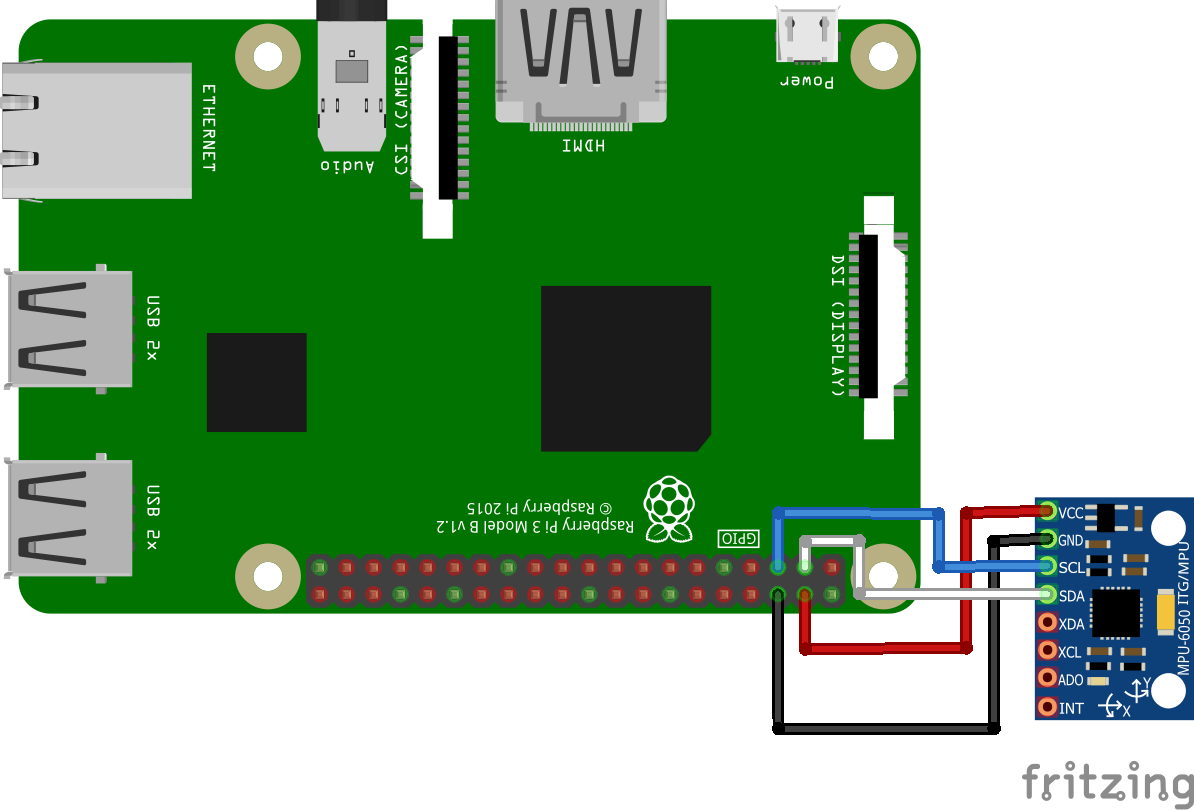 ETHERNET
Audio
CSI (CAMERA)
HDMI
Power
USB 2x
DSI (DISPLAY)
USB 2x
Raspberry Pi 3 Model B v1.2
© Raspberry Pi 2015
GPIO
VCC
GND
SCL
SDA
XDA
XCL
ADO
INT
MPU-6050 ITG/MPU
Y
X
fritzing